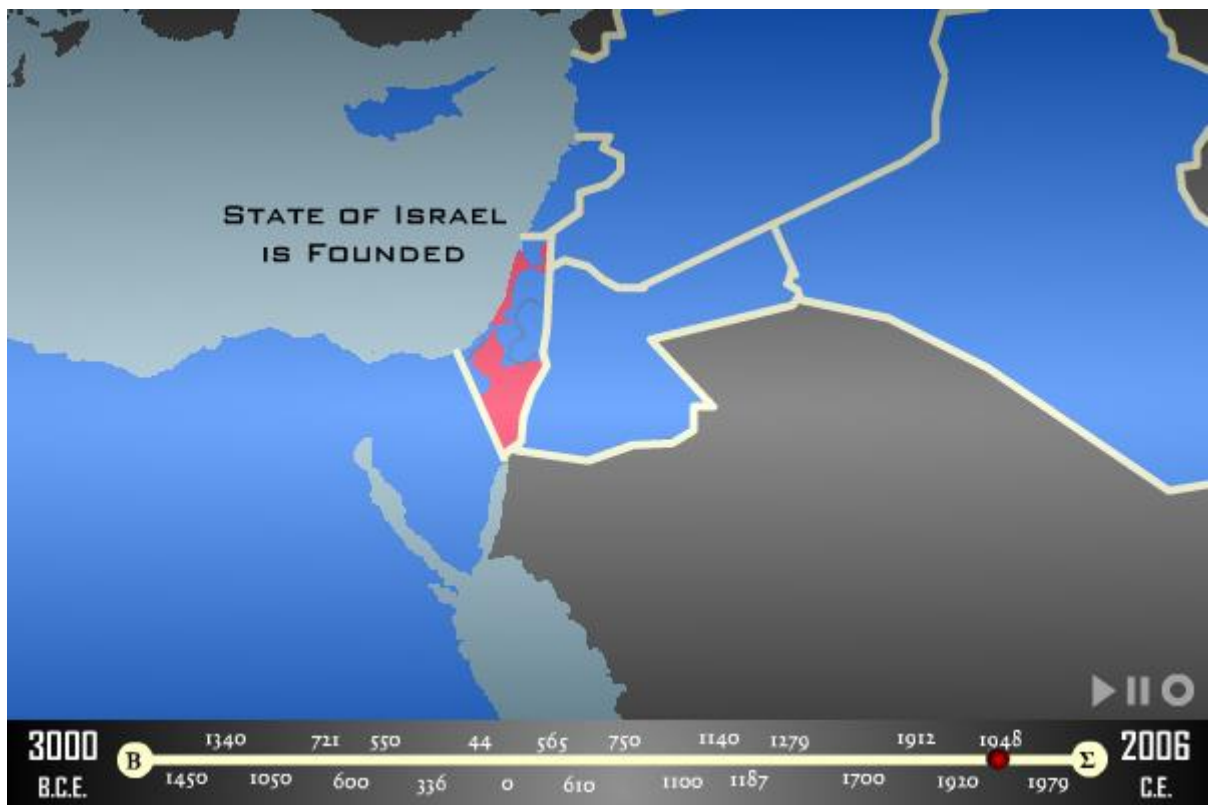 STATE OF ISRAEL
IS FOUNDED
3000
B.C.E.
B
1340 721 550 44 565 750 1140 1279 1912 1948
1450 1050 600 336 0 610 1100 1187 1700 1920 1979
Σ
2006
C.E.